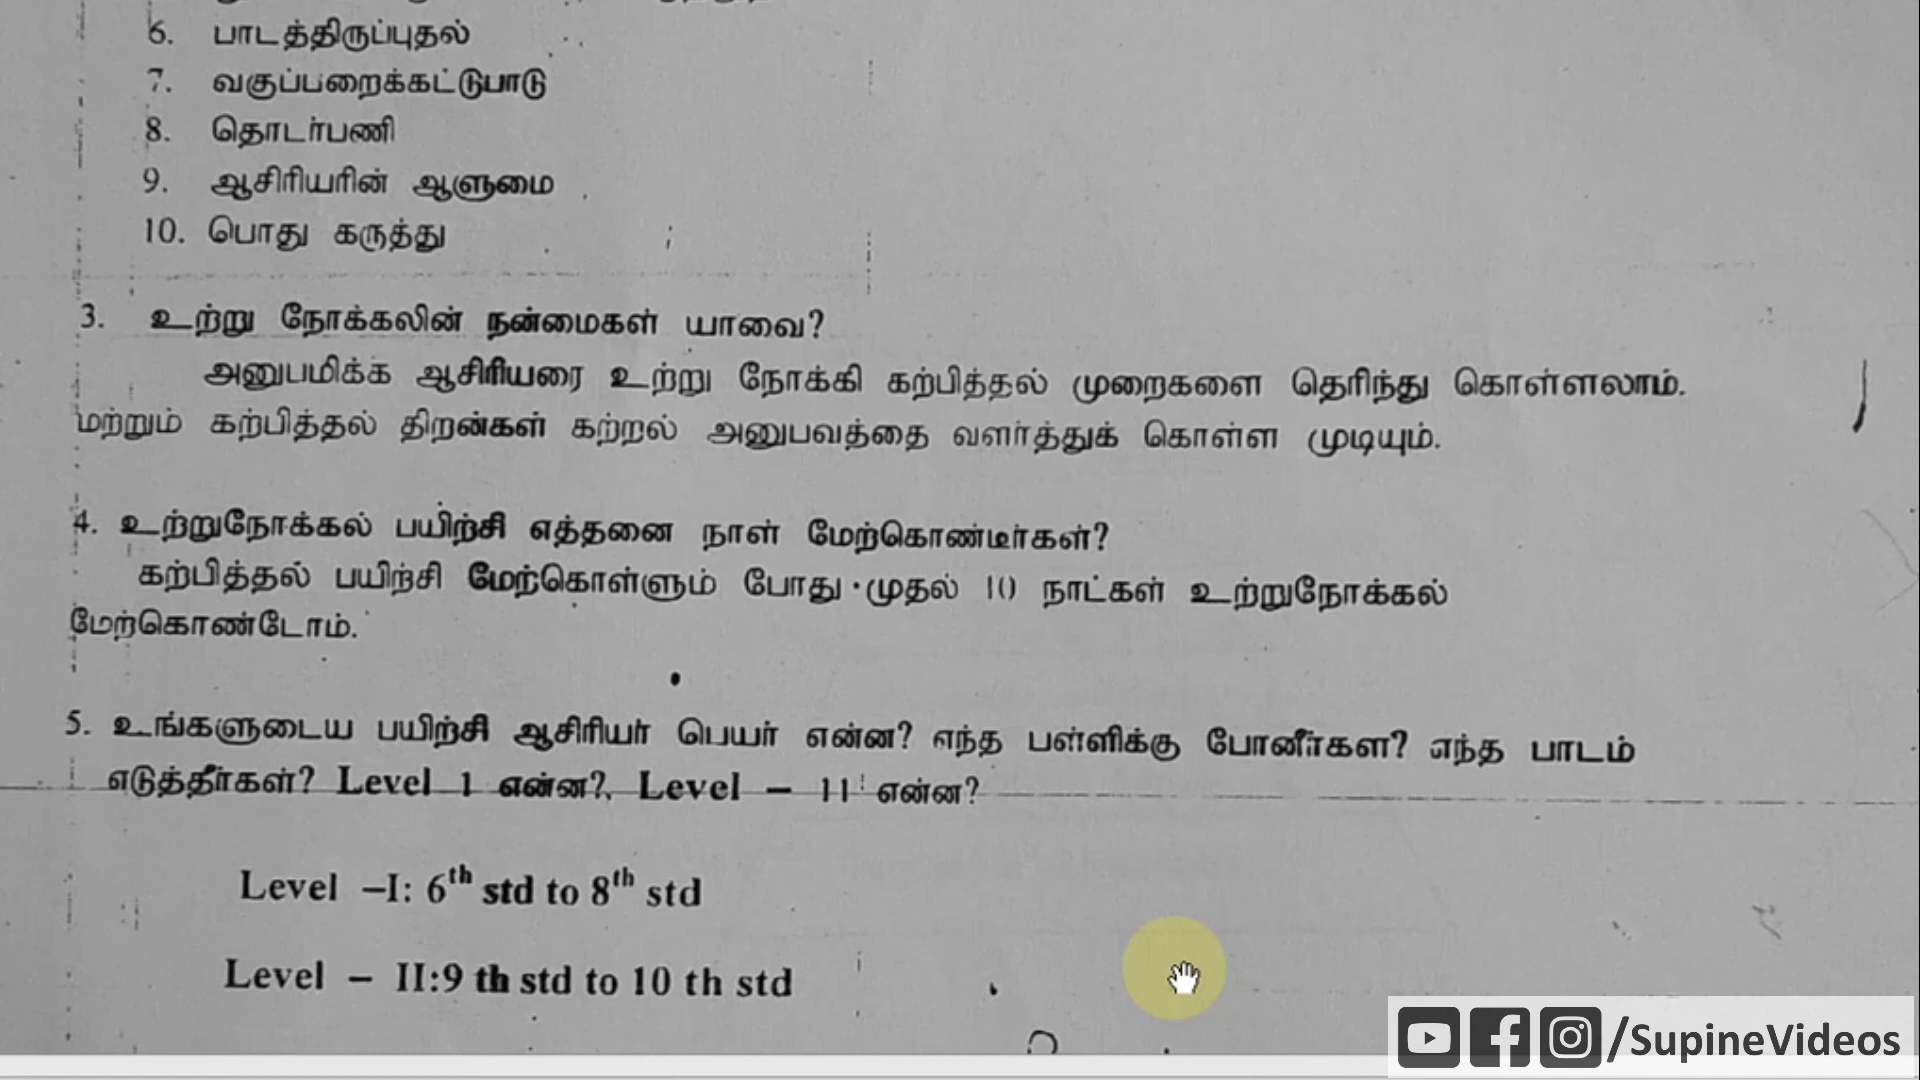 6. பாடத்திருப்புதல்
7. வகுப்பறைக்கட்டுபாடு
8. தொடர்பணி
9. ஆசிரியரின் ஆளுமை
10. பொது கருத்து
3. உற்று நோக்கலின் நன்மைகள் யாவை?
அனுபமிக்க ஆசிரியரை உற்று நோக்கி கற்பித்தல் முறைகளை தெரிந்து கொள்ளலாம்.
மற்றும் கற்பித்தல் திறன்கள் கற்றல் அனுபவத்தை வளர்த்துக் கொள்ள முடியும்.
4. உற்றுநோக்கல் பயிற்சி எத்தனை நாள் மேற்கொண்டீர்கள்?
கற்பித்தல் பயிற்சி மேற்கொள்ளும் போது முதல் 10 நாட்கள் உற்றுநோக்கல்
மேற்கொண்டோம்.
5. உங்களுடைய பயிற்சி ஆசிரியர் பெயர் என்ன? எந்த பள்ளிக்கு போனீர்கள? எந்த பாடம்
எடுத்தீர்கள்? Level 1 என்ன?, Level – 11 என்ன?
Level –I: 6th std to 8th std
Level – II:9 th std to 10 th std
/SupineVideos